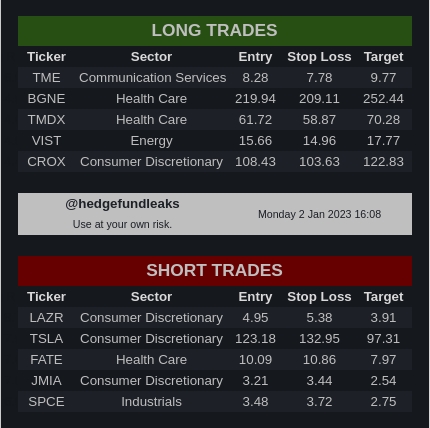 LONG TRADES
Ticker Sector Entry Stop Loss Target
TME Communication Services 8.28 7.78 9.77
BGNE Health Care 219.94 209.11 252.44
TMDX Health Care 61.72 58.87 70.28
VIST Energy 15.66 14.96 17.77
CROX Consumer Discretionary 108.43 103.63 122.83
@hedgefundleaks
Use at your own risk.
Monday 2 Jan 2023 16:08
SHORT TRADES
Ticker Sector Entry Stop Loss Target
LAZR Consumer Discretionary 4.95 5.38 3.91
TSLA Consumer Discretionary 123.18 132.95 97.31
FATE Health Care 10.09 10.86 7.97
JMIA Consumer Discretionary 3.21 3.44 2.54
SPCE Industrials 3.48 3.72 2.75